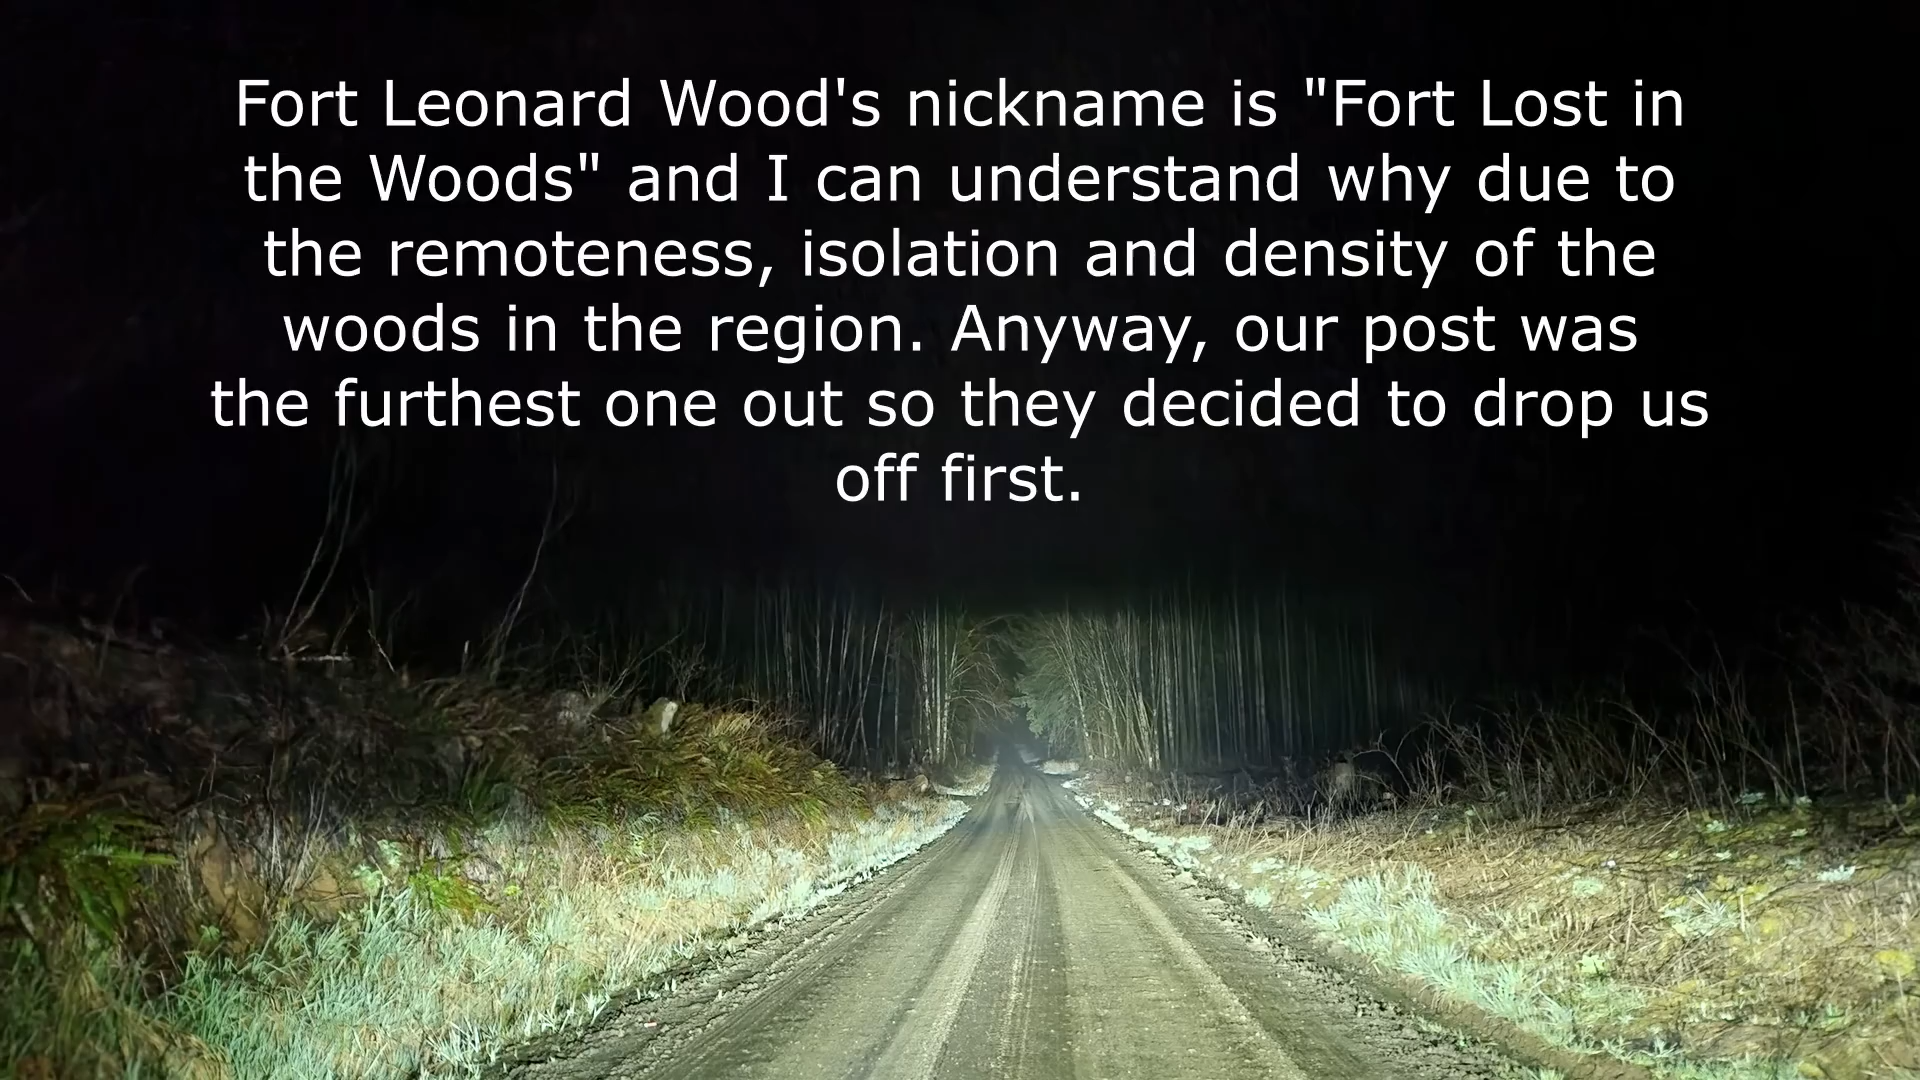 Fort Leonard Wood's nickname is "Fort Lost in
the Woods" and I can understand why due to
the remoteness, isolation and density of the
woods in the region. Anyway, our post was
the furthest one out so they decided to drop us
off first.